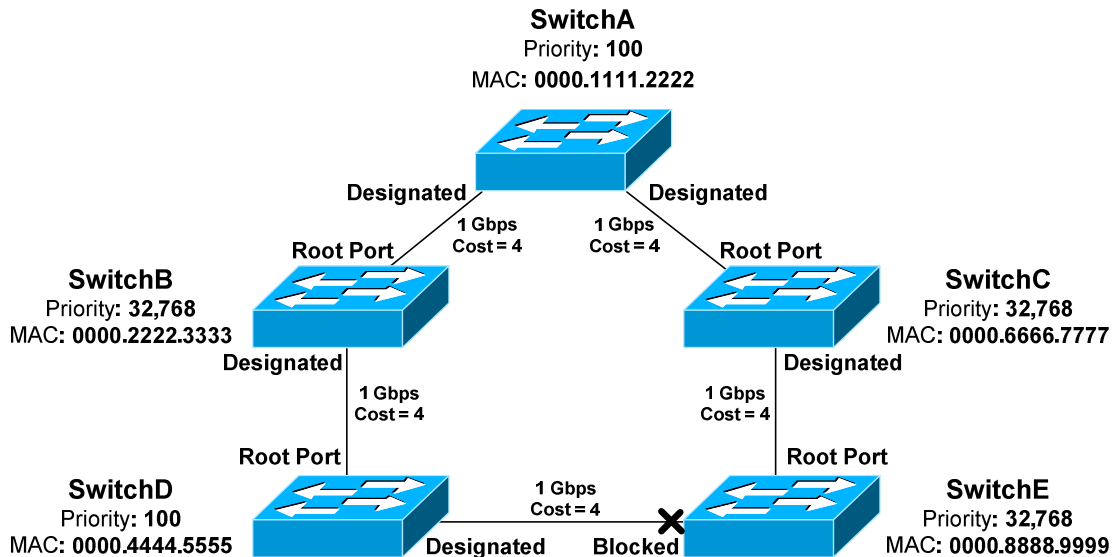 SwitchA
Priority: 100
MAC: 0000.1111.2222
Designated
Designated
1 Gbps
Cost = 4
1 Gbps
Cost = 4
Root Port
Root Port
SwitchB
Priority: 32,768
MAC: 0000.2222.3333
SwitchC
Priority: 32,768
MAC: 0000.6666.7777
Designated
Designated
1 Gbps
Cost = 4
1 Gbps
Cost = 4
Root Port
Root Port
SwitchD
Priority: 100
MAC: 0000.4444.5555
1 Gbps
Cost = 4
SwitchE
Priority: 32,768
MAC: 0000.8888.9999
Designated
Blocked